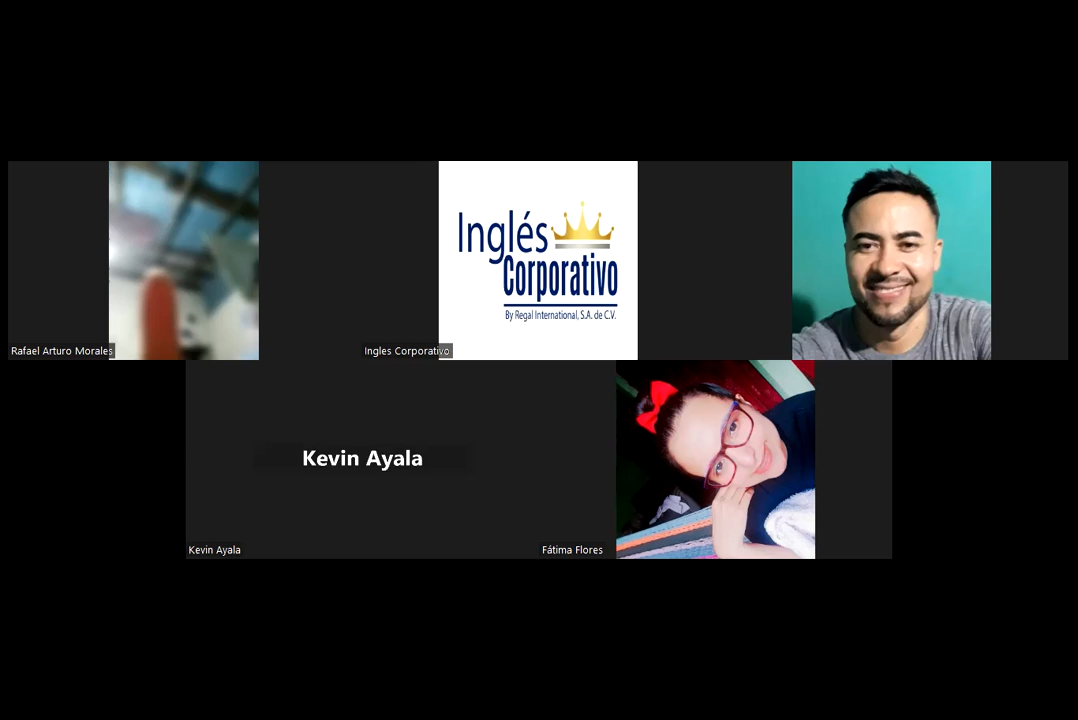 Inglés
Corporativo
By Regal International, S.A. de C.V.
Rafael Arturo Morales
Ingles Corporativo
Kevin Ayala
Kevin Ayala
Fátima Flores